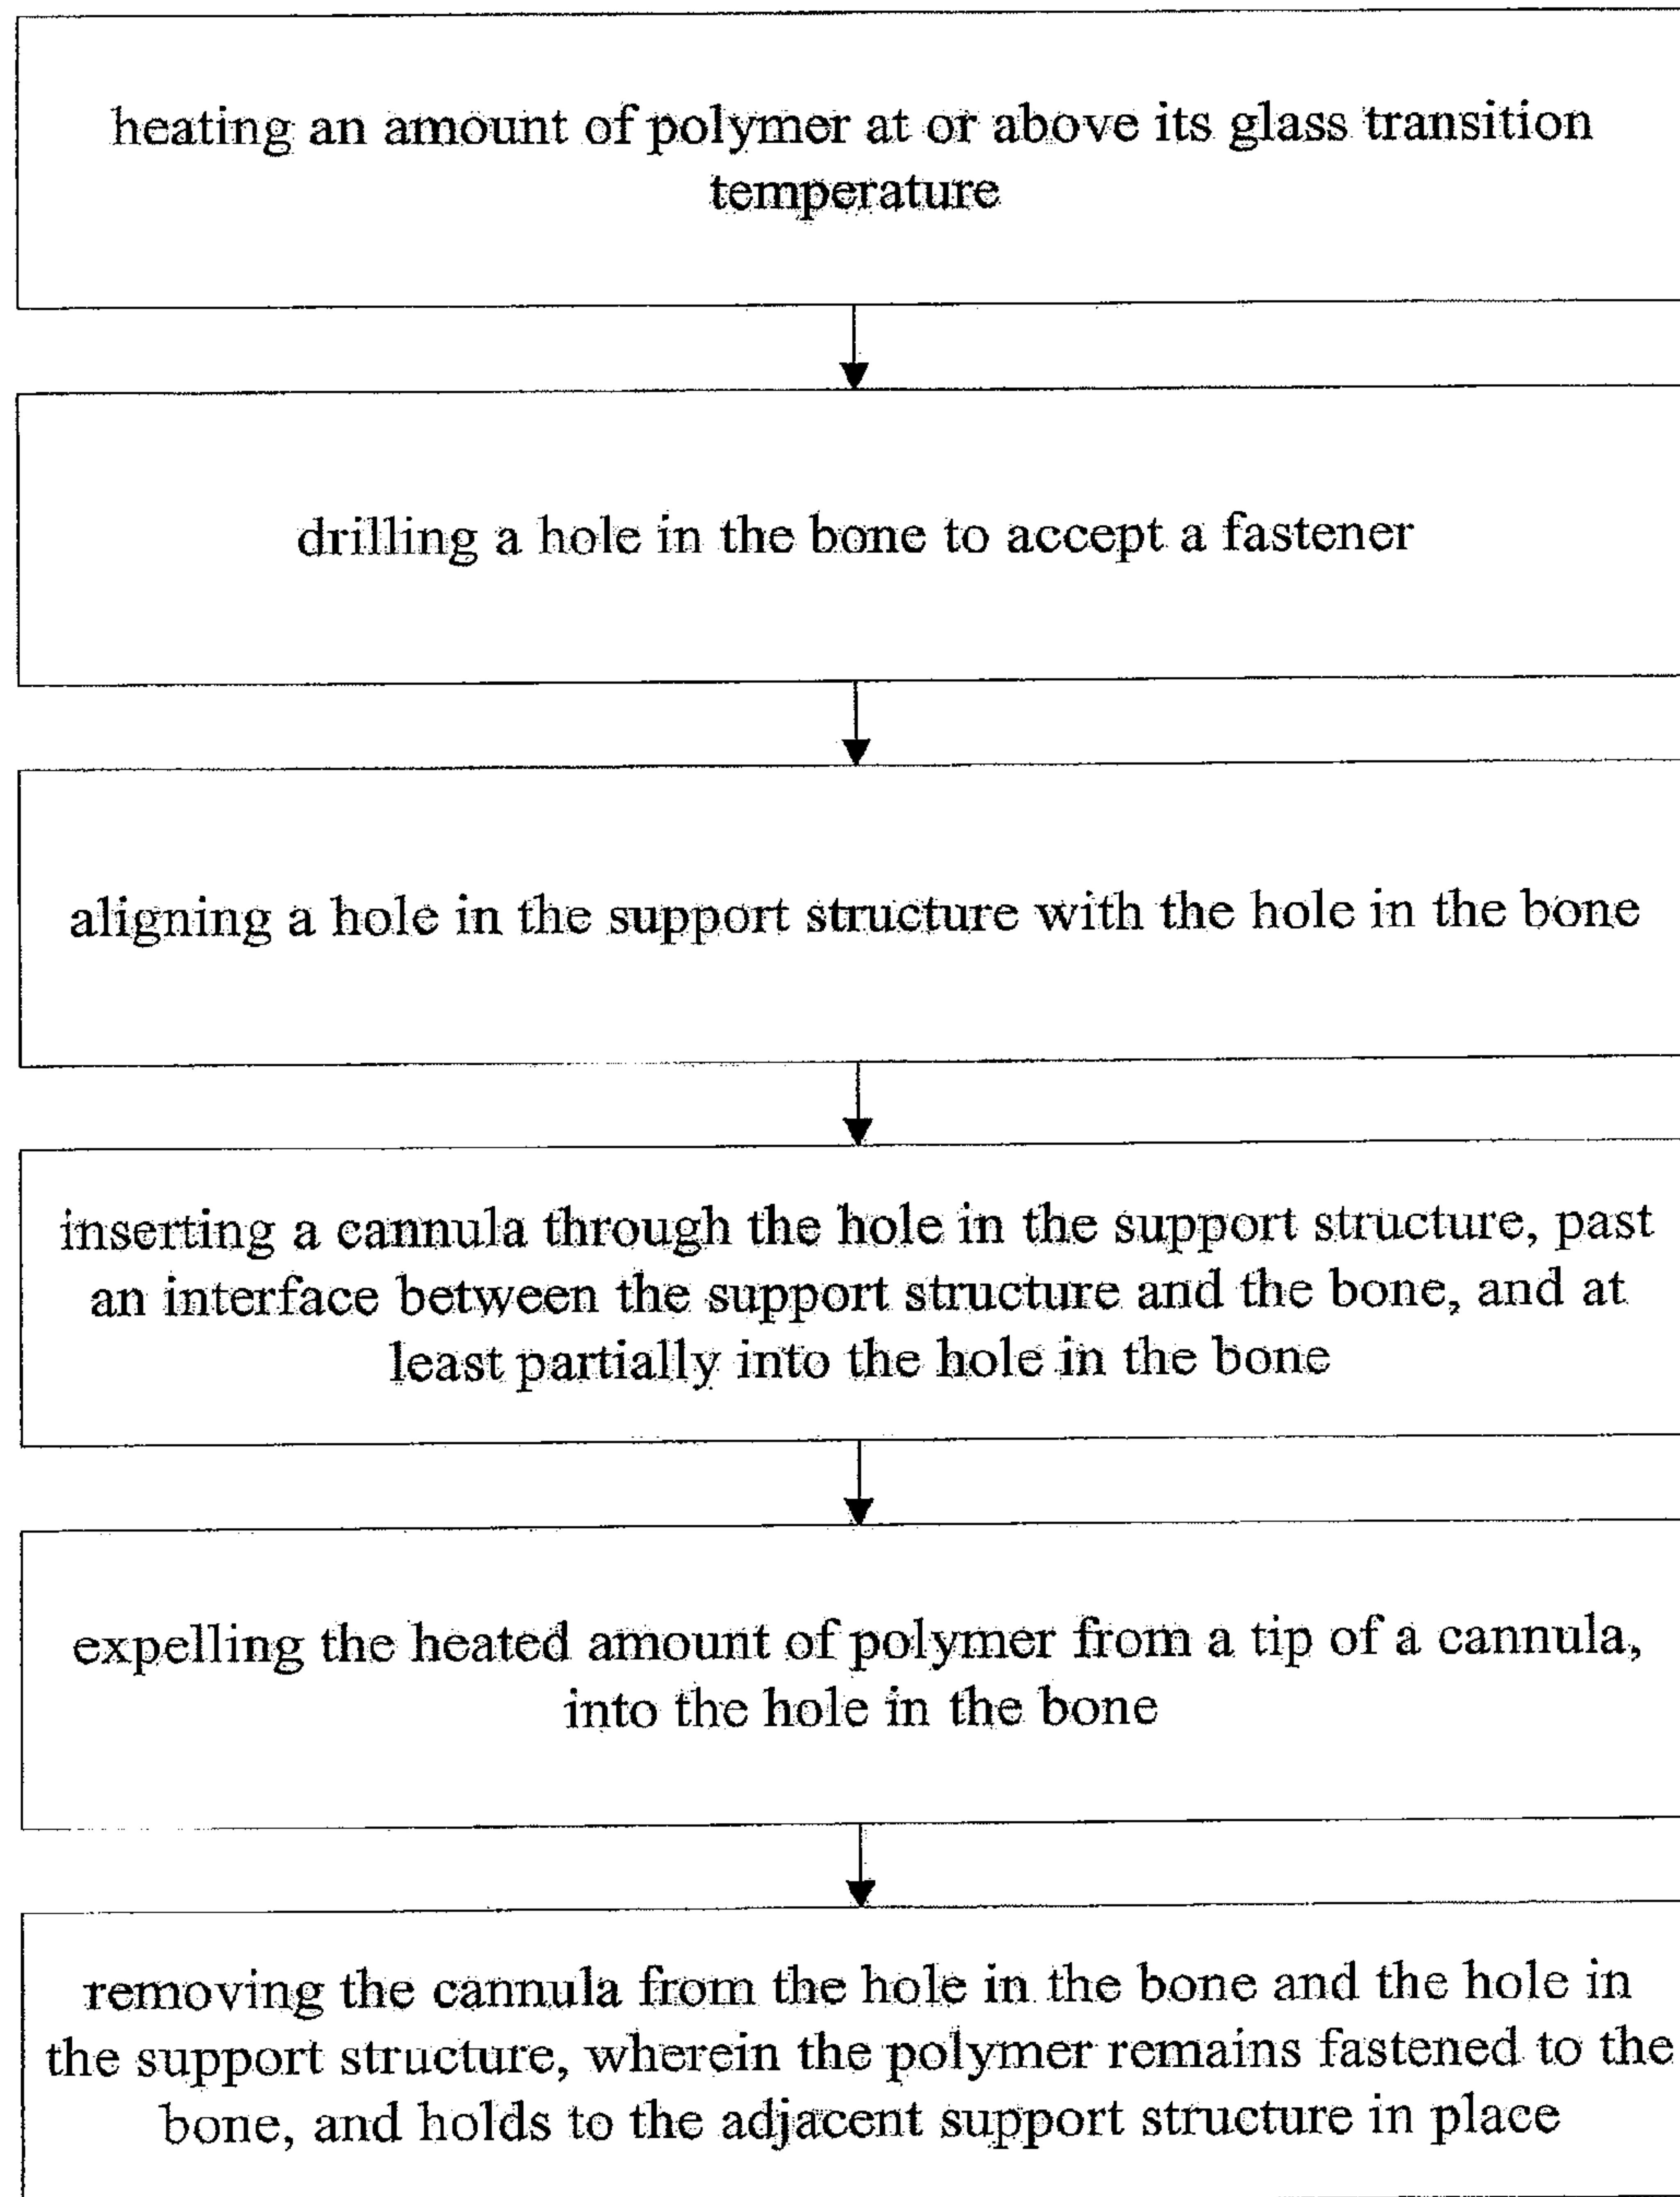 heating an amount of polymer at or above its glass transition
temperature
drilling a hole in the bone to accept a fastener
aligning a hole in the support structure with the hole in the bone
inserting a cannula through the hole in the support structure, past
an interface between the support structure and the bone, and at
least partially into the hole in the bone
expelling the heated amount of polymer from a tip of a cannula,
into the hole in the bone
removing the cannula from the hole in the bone and the hole in
the support structure, wherein the polymer remains fastened to the
bone, and holds to the adjacent support structure in place